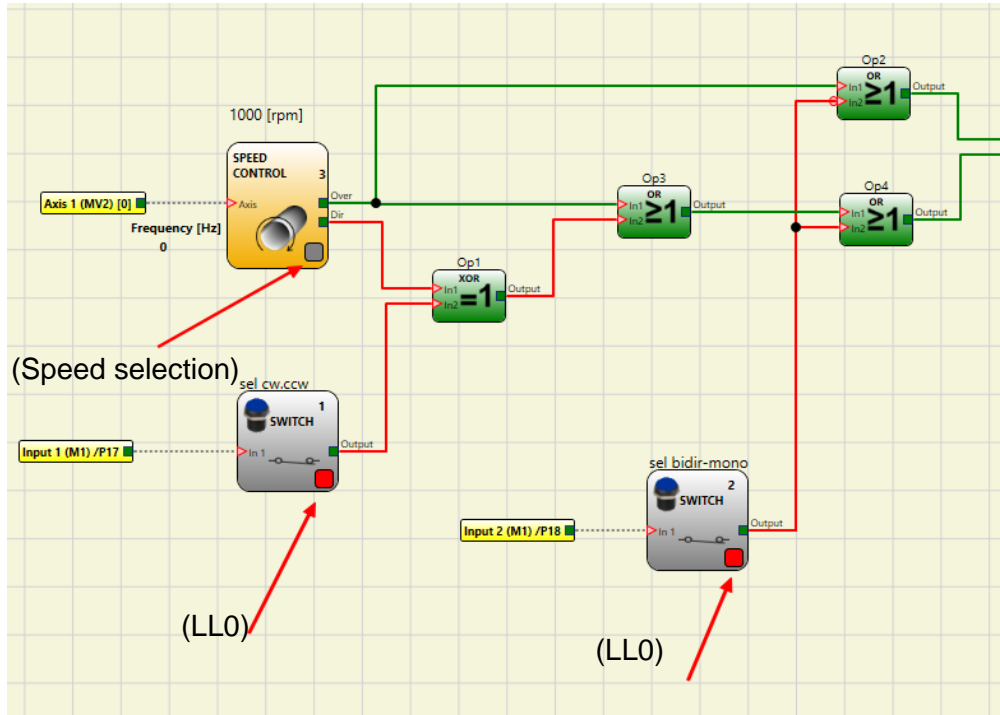 Op2
OR
In1 ≥1 Output
In2
1000 [rpm]
SPEED
CONTROL 3
Over
Axis 1 (MV2) [0] Axis
Dir
Frequency [Hz]
0
Op3
OR
In1 ≥1 Output
In2
Op4
OR
In1 ≥1 Output
In2
Op1
XOR
In1 =1 Output
In2
(Speed selection)
sel cw.ccw
1
SWITCH
Output
Input 1 (M1) /P17 In 1
sel bidir-mono
2
SWITCH
Output
Input 2 (M1) /P18 In 1
(LL0)
(LL0)